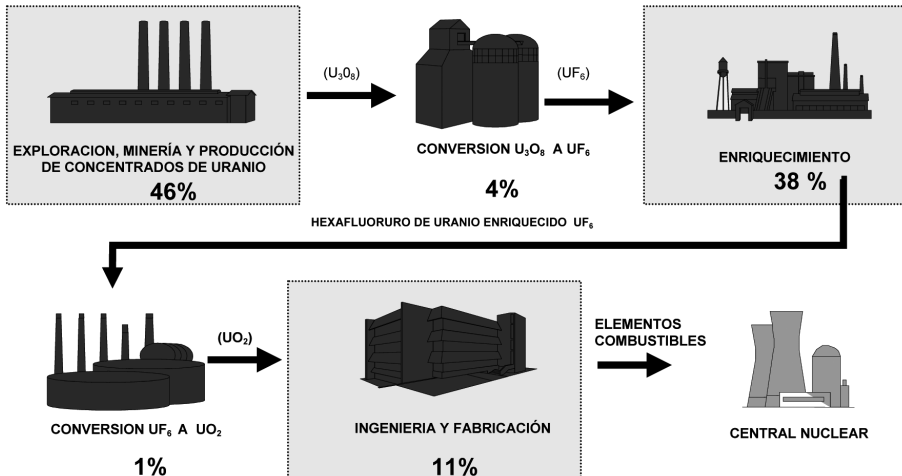 (U₃0₈)
(UF₆)
EXPLORACION, MINERÍA Y PRODUCCIÓN
DE CONCENTRADOS DE URANIO
46%
CONVERSION U₃O₈ A UF₆
4%
ENRIQUECIMIENTO
38 %
HEXAFLUORURO DE URANIO ENRIQUECIDO UF₆
(UO₂)
ELEMENTOS
COMBUSTIBLES
CONVERSION UF₆ A UO₂
1%
INGENIERIA Y FABRICACIÓN
11%
CENTRAL NUCLEAR